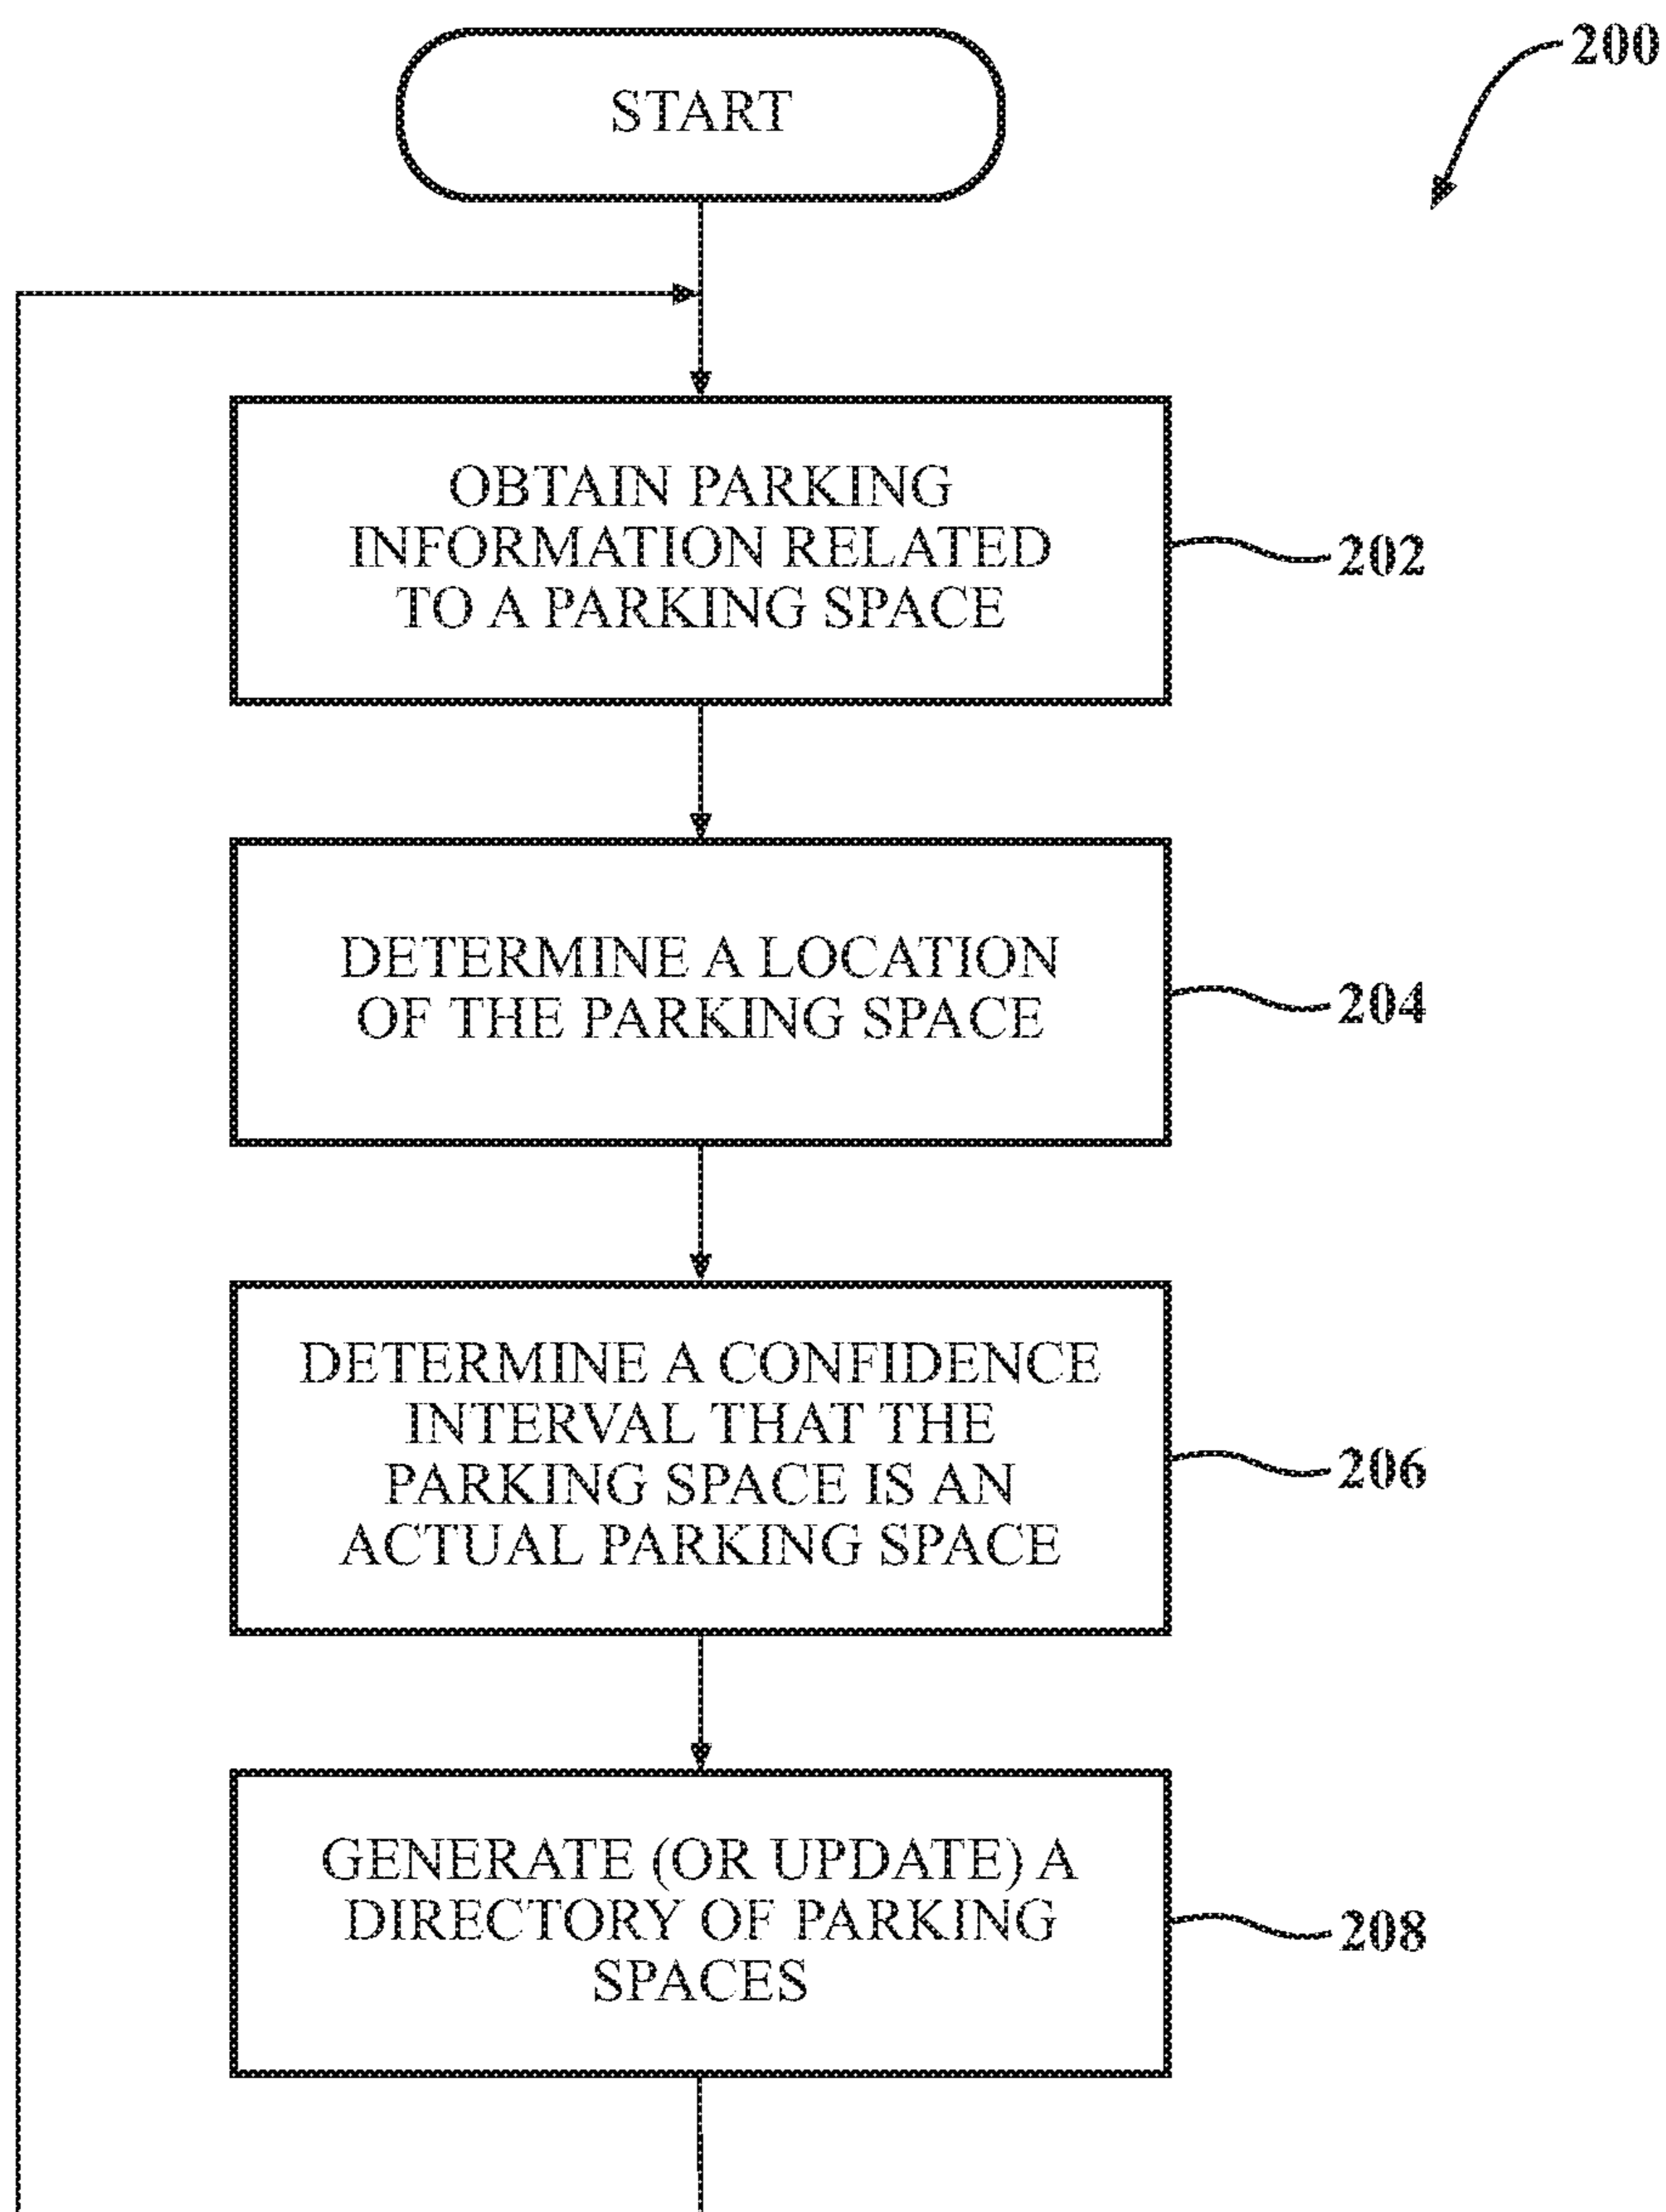 200
START
OBTAIN PARKING
INFORMATION RELATED
TO A PARKING SPACE
202
DETERMINE A LOCATION
OF THE PARKING SPACE
204
DETERMINE A CONFIDENCE
INTERVAL THAT THE
PARKING SPACE IS AN
ACTUAL PARKING SPACE
206
GENERATE (OR UPDATE) A
DIRECTORY OF PARKING
SPACES
208